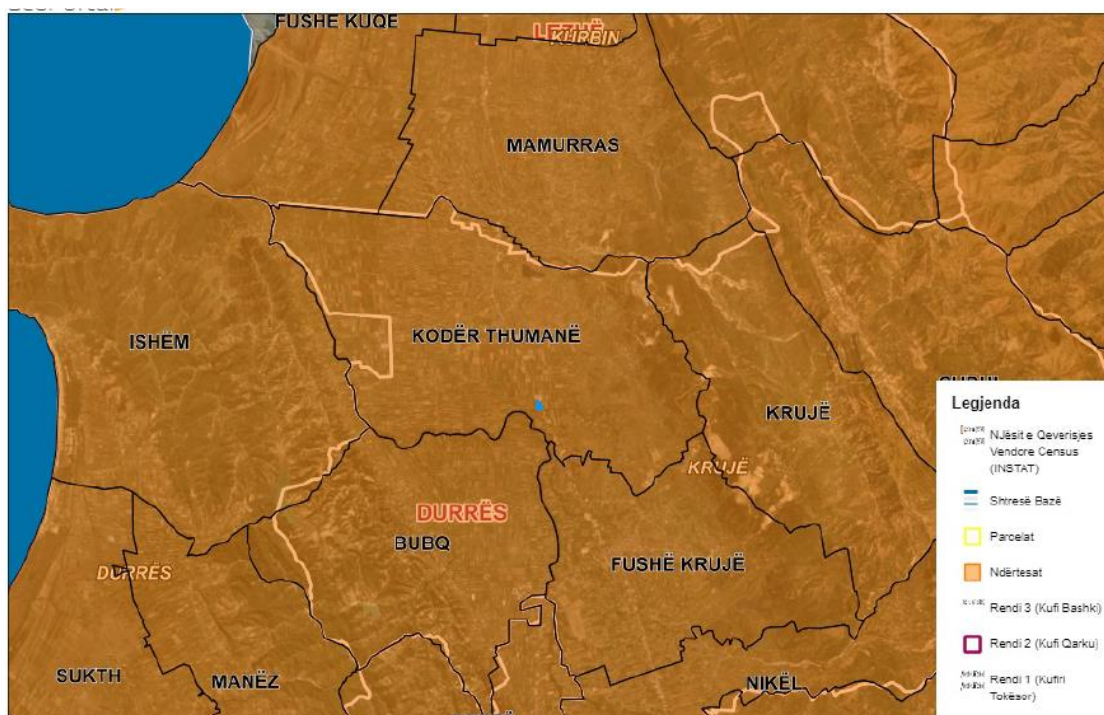 FUSHE KUQE
LEZHË
KURBIN
MAMURRAS
ISHËM
KODËR THUMANË
KRUJË
KRUJË
DURRËS
BUBQ
FUSHË KRUJË
DURRËS
SUKTH
MANËZ
NIKËL
Legjenda
NJësit e Qeverisjes
Vendore Census
(INSTAT)
Shtresë Bazë
Parcelat
Ndërtesat
Rendi 3 (Kufi Bashki)
Rendi 2 (Kufi Qarku)
Rendi 1 (Kufiri
Tokësor)